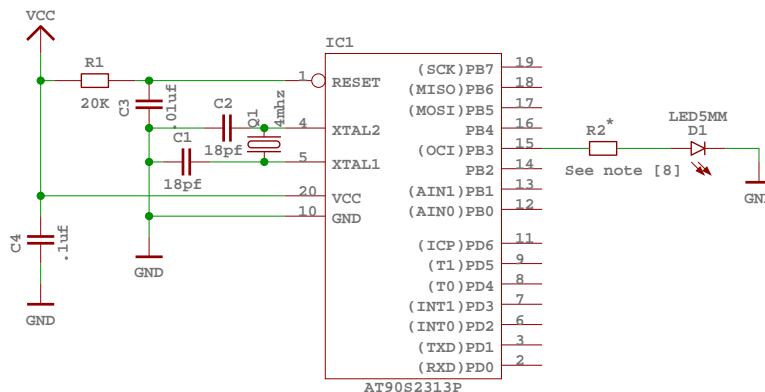 VCC
IC1
R1
20K
C3
.01uf
C2
18pf
C1
18pf
Q1
4mhz
1 RESET
4 XTAL2
5 XTAL1
20 VCC
10 GND
(SCK)PB7 19
(MISO)PB6 18
(MOSI)PB5 17
PB4 16
(OCI)PB3 15
PB2 14
(AIN1)PB1 13
(AIN0)PB0 12
(ICP)PD6 11
(T1)PD5 9
(T0)PD4 8
(INT1)PD3 7
(INT0)PD2 6
(TXD)PD1 3
(RXD)PD0 2
AT90S2313P
R2*
See note [8]
LED5MM
D1
GND
C4
.1uf
GND
GND